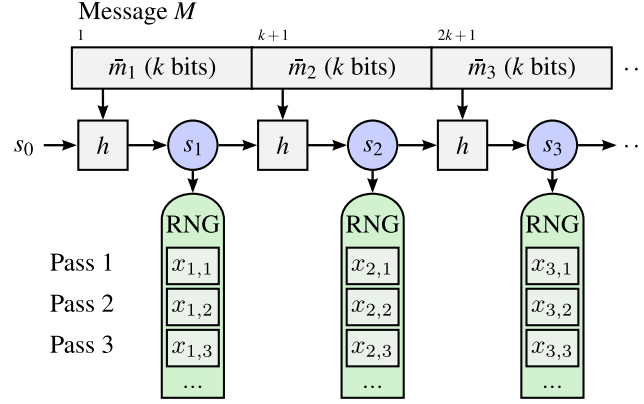 Message M
1 k+1 2k+1
m̄₁ (k bits) m̄₂ (k bits) m̄₃ (k bits) ..
s₀ h s₁ h s₂ h s₃ ..
RNG RNG RNG
Pass 1 x₁,₁ x₂,₁ x₃,₁
Pass 2 x₁,₂ x₂,₂ x₃,₂
Pass 3 x₁,₃ x₂,₃ x₃,₃
... ... ...